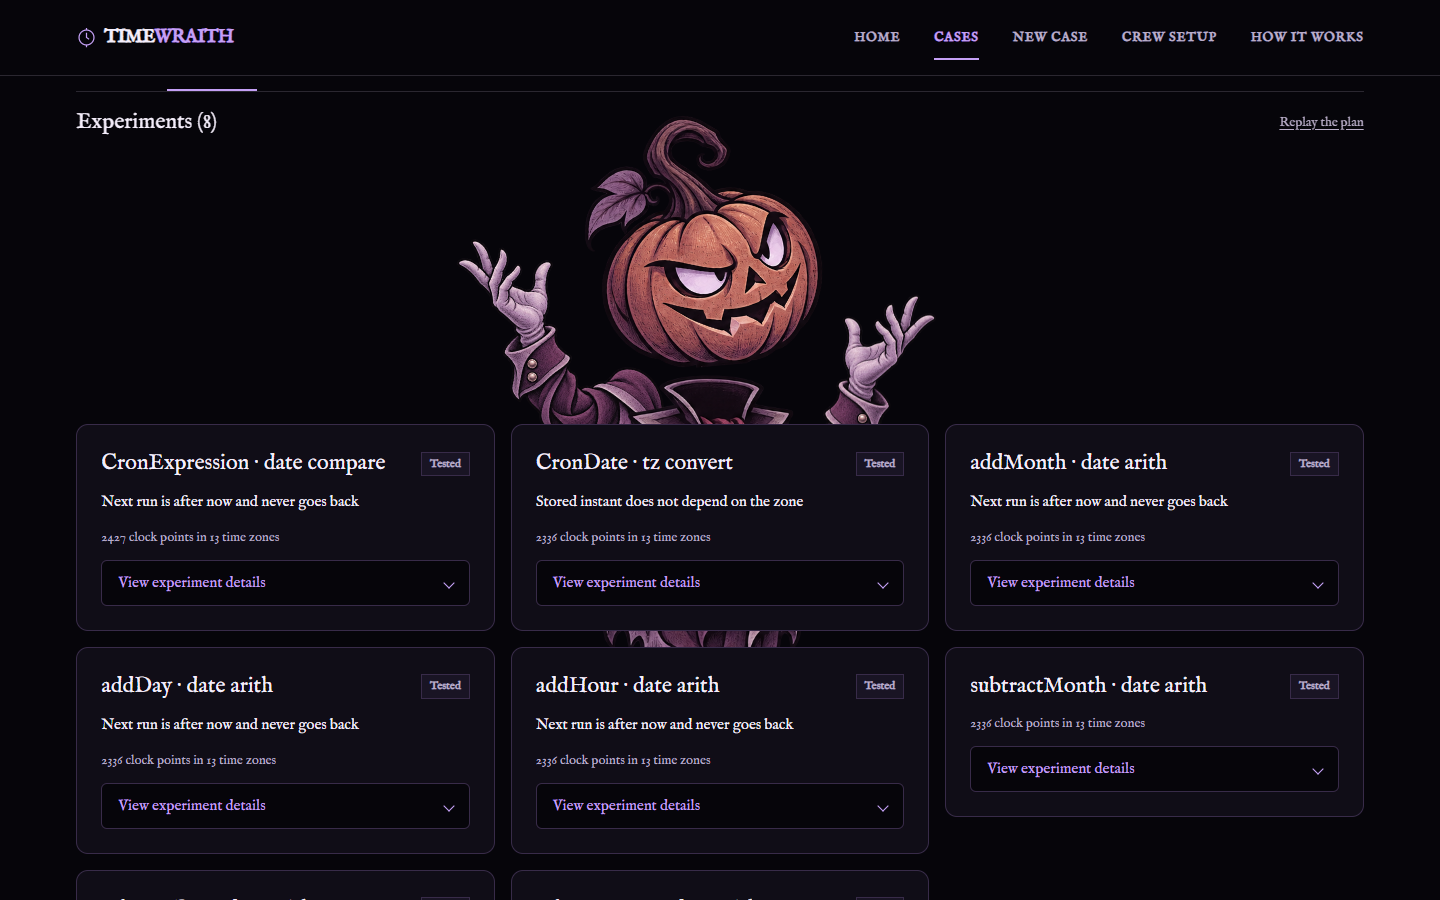 TIMEWRAITH
HOME CASES NEW CASE CREW SETUP HOW IT WORKS
Experiments (8)
Replay the plan
CronExpression · date compare
Tested
Next run is after now and never goes back
2427 clock points in 13 time zones
View experiment details
CronDate · tz convert
Tested
Stored instant does not depend on the zone
2336 clock points in 13 time zones
View experiment details
addMonth · date arith
Tested
Next run is after now and never goes back
2336 clock points in 13 time zones
View experiment details
addDay · date arith
Tested
Next run is after now and never goes back
2336 clock points in 13 time zones
View experiment details
addHour · date arith
Tested
Next run is after now and never goes back
2336 clock points in 13 time zones
View experiment details
subtractMonth · date arith
Tested
2336 clock points in 13 time zones
View experiment details